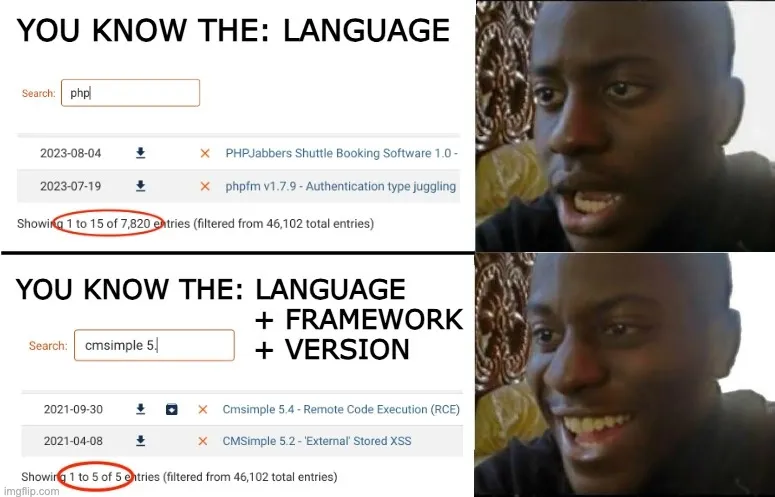 YOU KNOW THE: LANGUAGE
Search: php
2023-08-04 PHPJabbers Shuttle Booking Software 1.0 -
2023-07-19 phpfm v1.7.9 - Authentication type juggling
Showing 1 to 15 of 7,820 entries (filtered from 46,102 total entries)
YOU KNOW THE: LANGUAGE
+ FRAMEWORK
+ VERSION
Search: cmsimple 5.
2021-09-30 Cmsimple 5.4 - Remote Code Execution (RCE)
2021-04-08 CMSimple 5.2 - 'External' Stored XSS
Showing 1 to 5 of 5 entries (filtered from 46,102 total entries)
imgflip.com